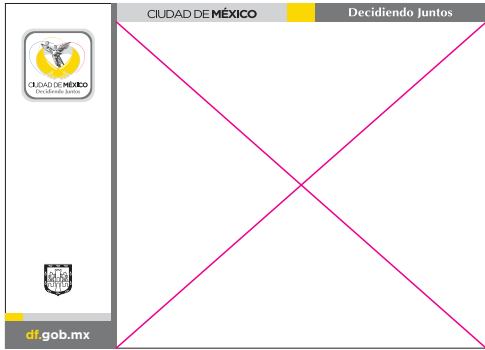 CIUDAD DE MÉXICO
Decidiendo Juntos
CIUDAD DE MÉXICO
Decidiendo Juntos
df.gob.mx